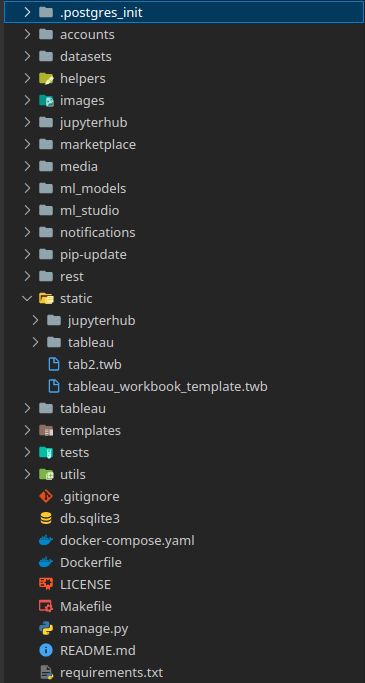 .postgres_init
accounts
datasets
helpers
images
jupyterhub
marketplace
media
ml_models
ml_studio
notifications
pip-update
rest
static
jupyterhub
tableau
tab2.twb
tableau_workbook_template.twb
tableau
templates
tests
utils
.gitignore
db.sqlite3
docker-compose.yaml
Dockerfile
LICENSE
Makefile
manage.py
README.md
requirements.txt